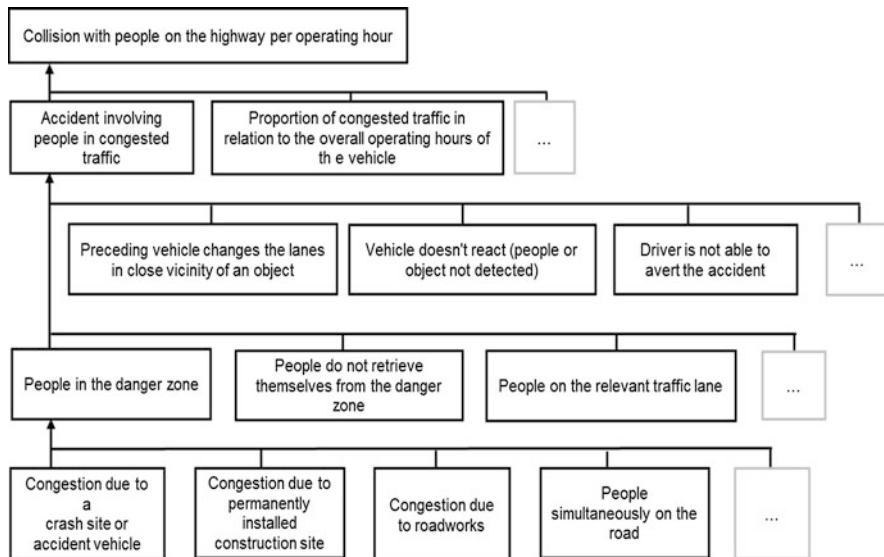 Collision with people on the highway per operating hour
Accident involving
people in congested
traffic
Proportion of congested traffic in
relation to the overall operating hours of
th e vehicle
...
Preceding vehicle changes the lanes
in close vicinity of an object
Vehicle doesn't react (people or
object not detected)
Driver is not able to
avert the accident
...
People in the danger zone
People do not retrieve
themselves from the danger
zone
People on the relevant traffic lane
...
Congestion due to
a
crash site or
accident vehicle
Congestion due to
permanently
installed
construction site
Congestion due
to roadworks
People
simultaneously on the
road
...